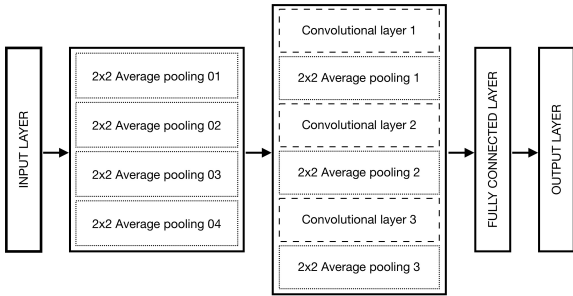 INPUT LAYER
2x2 Average pooling 01
2x2 Average pooling 02
2x2 Average pooling 03
2x2 Average pooling 04
Convolutional layer 1
2x2 Average pooling 1
Convolutional layer 2
2x2 Average pooling 2
Convolutional layer 3
2x2 Average pooling 3
FULLY CONNECTED LAYER
OUTPUT LAYER